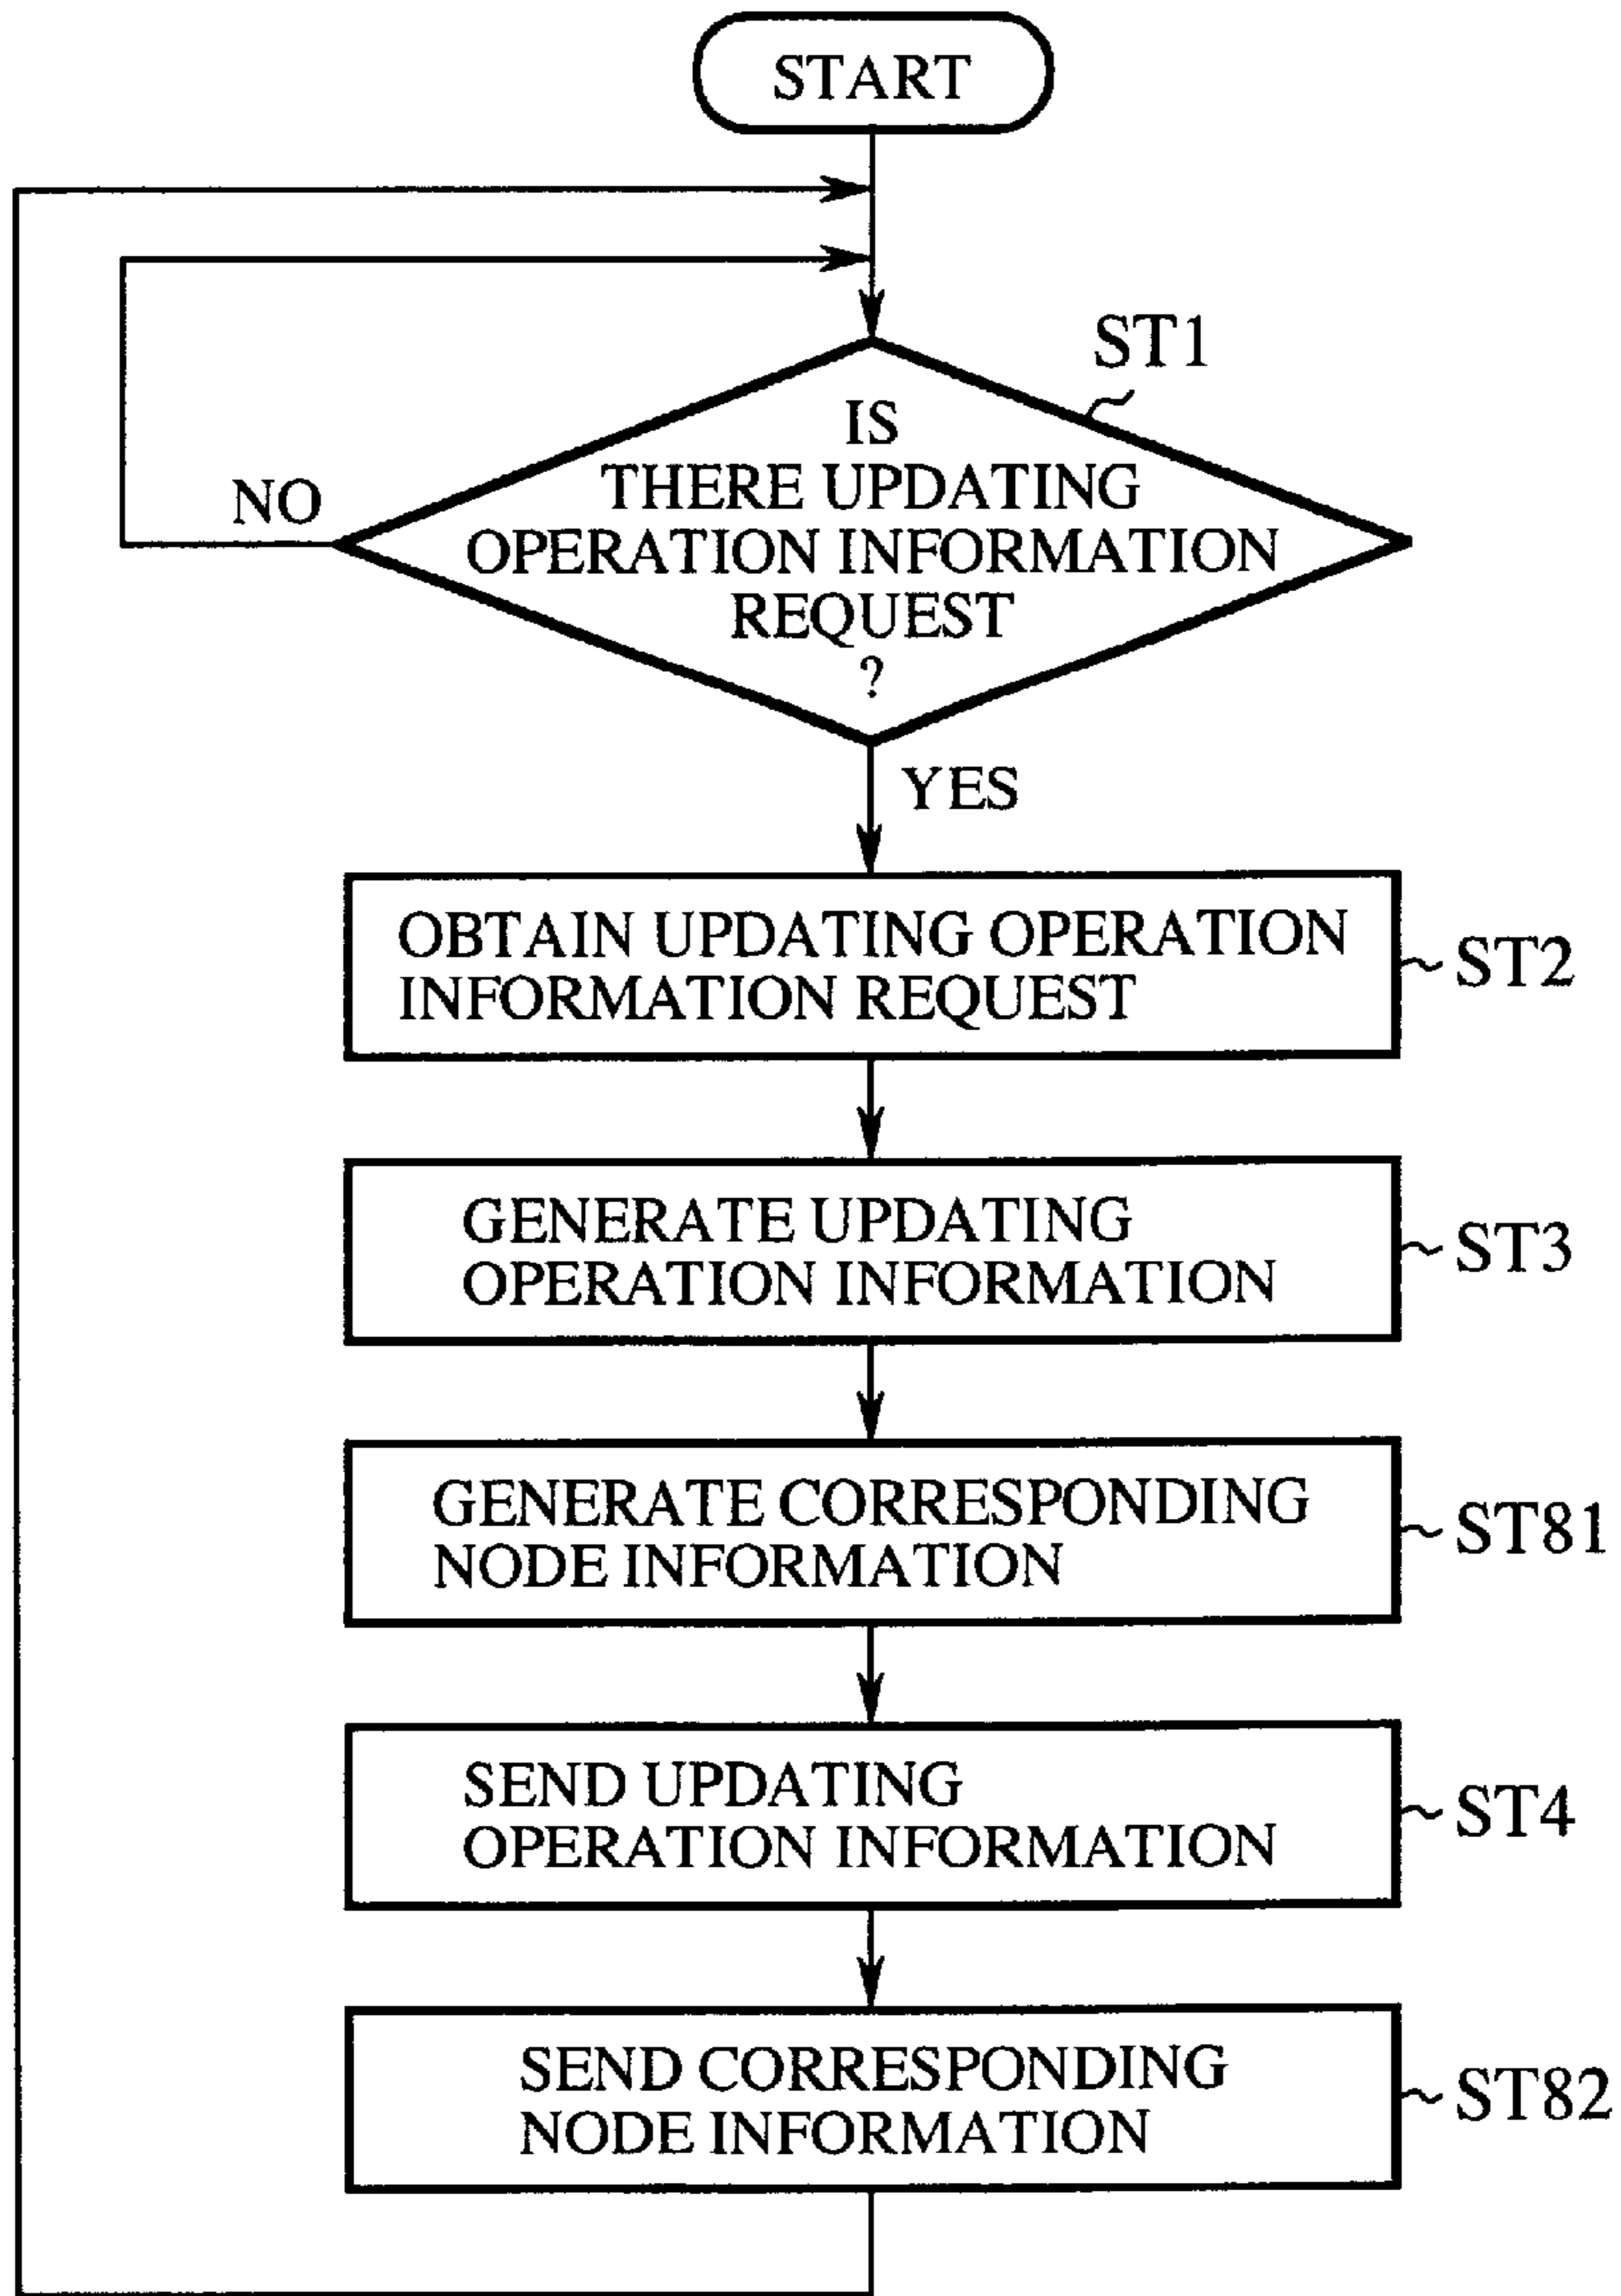 START
ST1
IS
THERE UPDATING
OPERATION INFORMATION
REQUEST
?
NO
YES
OBTAIN UPDATING OPERATION
INFORMATION REQUEST
ST2
GENERATE UPDATING
OPERATION INFORMATION
ST3
GENERATE CORRESPONDING
NODE INFORMATION
ST81
SEND UPDATING
OPERATION INFORMATION
ST4
SEND CORRESPONDING
NODE INFORMATION
ST82